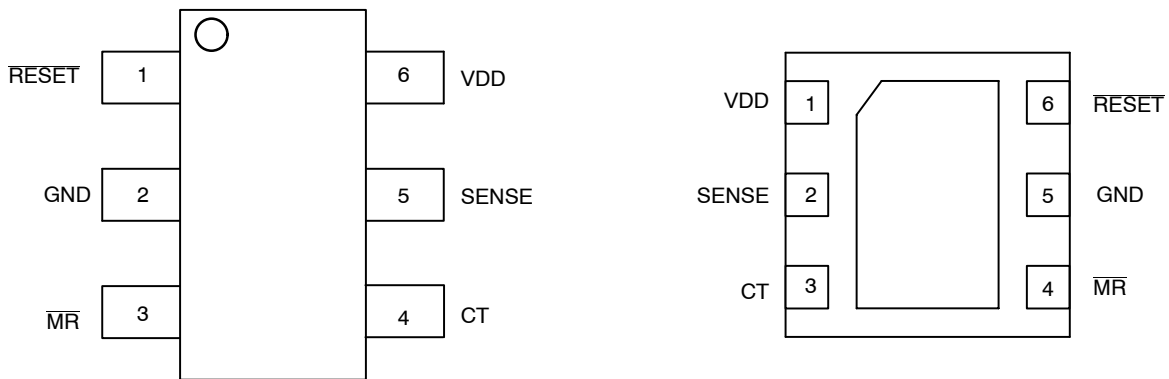 RESET 1 6 VDD
GND 2 5 SENSE
MR 3 4 CT
VDD 1 6 RESET
SENSE 2 5 GND
CT 3 4 MR